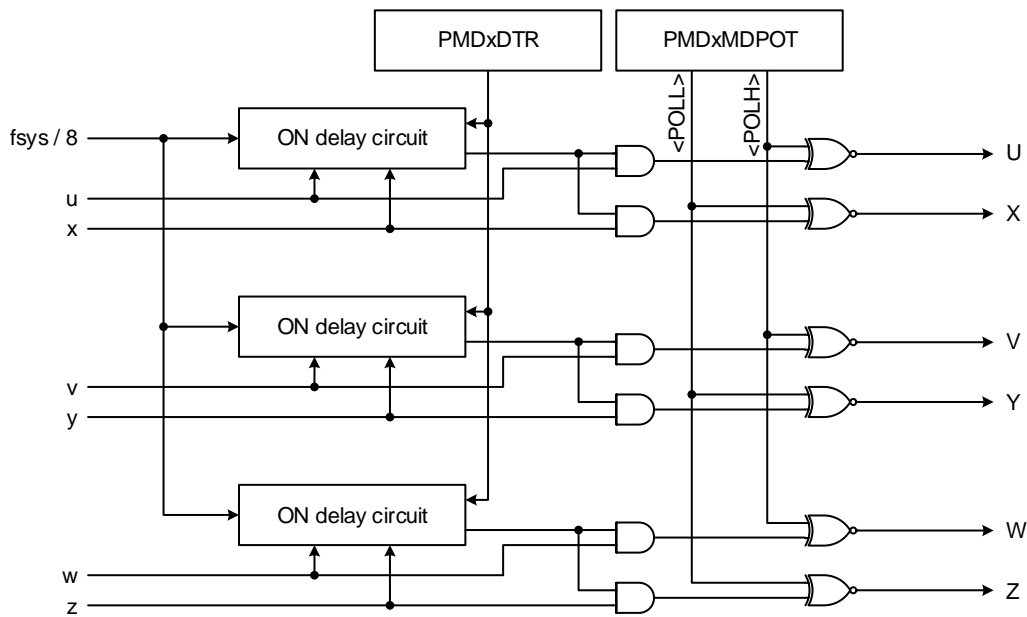 PMDxDTR
PMDxMDPOT
<POLL>
<POLH>
fsys / 8
ON delay circuit
U
u
X
x
ON delay circuit
V
v
Y
y
ON delay circuit
W
w
Z
z